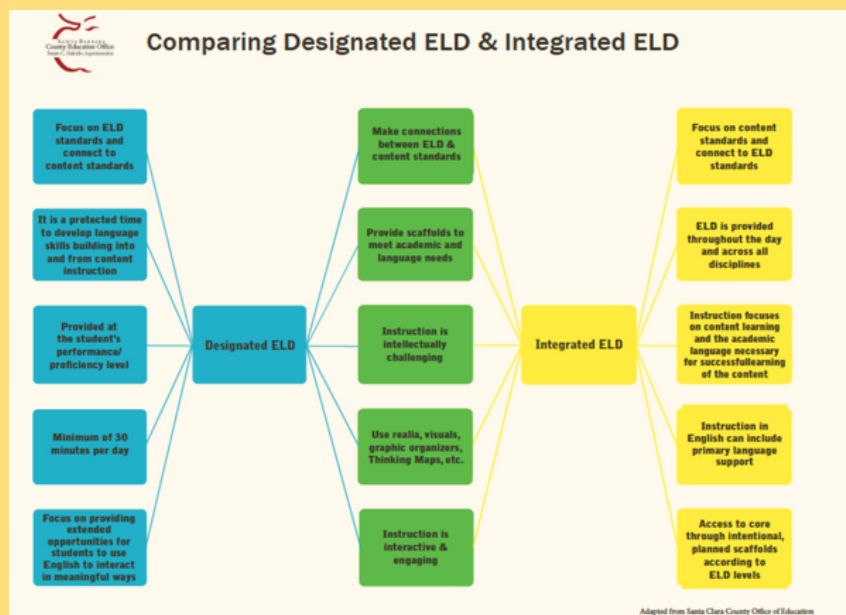 Santa Barbara
County Education Office
Comparing Designated ELD & Integrated ELD
Focus on ELD
standards and
connect to
content standards
It is a protected time
to develop language
skills building into
and from content
instruction
Provided at
the student's
performance/
proficiency level
Minimum of 30
minutes per day
Focus on providing
extended
opportunities for
students to use
English to interact
in meaningful ways
Designated ELD
Make connections
between ELD &
content standards
Provide scaffolds to
meet academic and
language needs
Instruction is
intellectually
challenging
Use realia, visuals,
graphic organizers,
Thinking Maps, etc.
Instruction is
interactive &
engaging
Integrated ELD
Focus on content
standards and
connect to ELD
standards
ELD is provided
throughout the day
and across all
disciplines
Instruction focuses
on content learning
and the academic
language necessary
for successfullearning
of the content
Instruction in
English can include
primary language
support
Access to core
through intentional,
planned scaffolds
according to
ELD levels
Adapted from Santa Clara County Office of Education